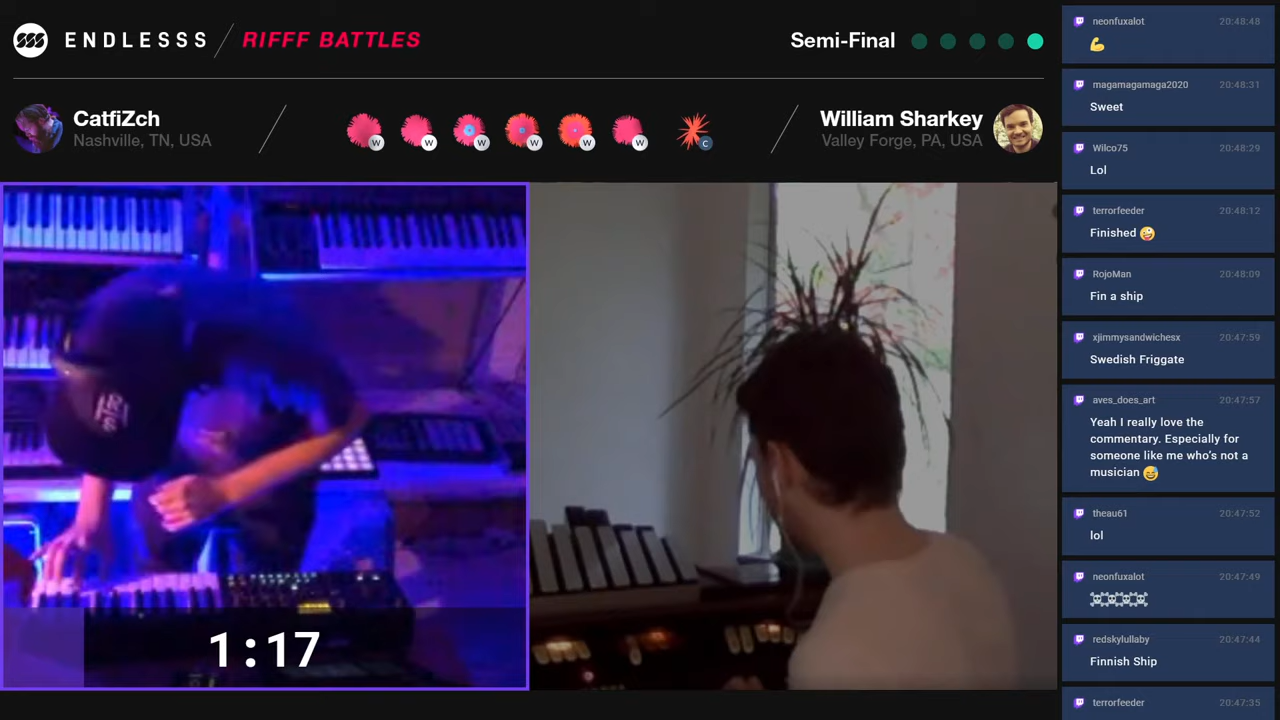 ENDLESSS
RIFFF BATTLES
Semi-Final
CatfiZch
Nashville, TN, USA
W
W
W
W
W
W
C
William Sharkey
Valley Forge, PA, USA
1:17
neonfuxalot 20:48:48
💪
magamagamaga2020 20:48:31
Sweet
Wilco75 20:48:29
Lol
terrorfeeder 20:48:12
Finished 🤪
RojoMan 20:48:09
Fin a ship
xjimmysandwichesx 20:47:59
Swedish Friggate
aves_does_art 20:47:57
Yeah I really love the
commentary. Especially for
someone like me who's not a
musician 😅
theau61 20:47:52
lol
neonfuxalot 20:47:49
☠️☠️☠️☠️
redskylullaby 20:47:44
Finnish Ship
terrorfeeder 20:47:35